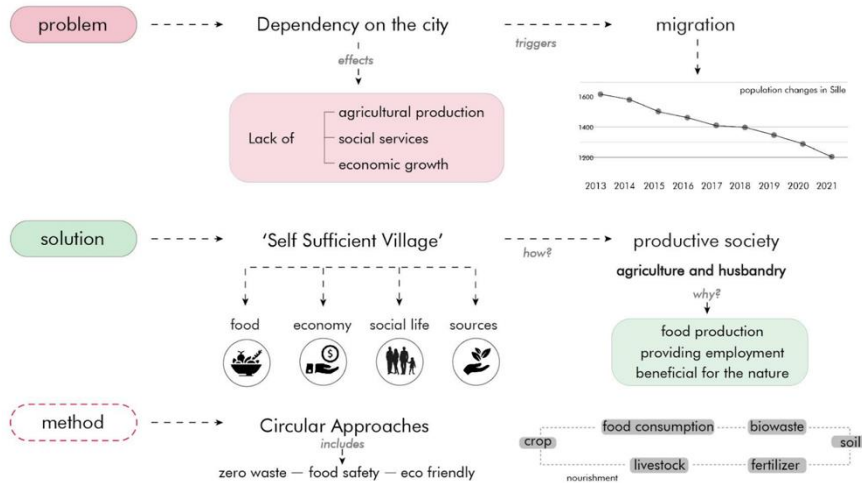 problem
Dependency on the city
triggers
migration
effects
Lack of
agricultural production
social services
economic growth
population changes in Sille
1600
1400
1200
2013 2014 2015 2016 2017 2018 2019 2020 2021
solution
'Self Sufficient Village'
how?
productive society
agriculture and husbandry
why?
food economy social life sources
$
food production
providing employment
beneficial for the nature
method
Circular Approaches
includes
zero waste — food safety — eco friendly
food consumption biowaste
crop soil
livestock fertilizer
nourishment